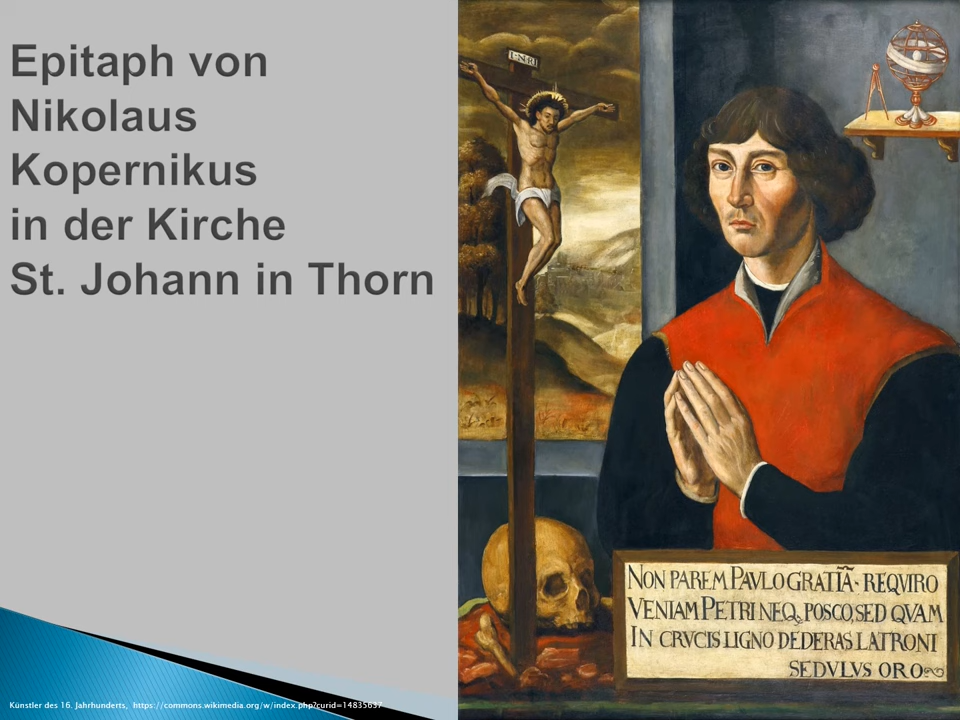 Epitaph von
Nikolaus
Kopernikus
in der Kirche
St. Johann in Thorn
I·NRI
NON PAREM PAVLO GRATIÃ· REQVIRO
VENIAM PETRI NEQ, POSCO, SED QVAM
IN CRVCIS LIGNO DEDERAS LATRONI
SEDVLVS ORO
Künstler des 16. Jahrhunderts, https://commons.wikimedia.org/w/index.php?curid=14835637